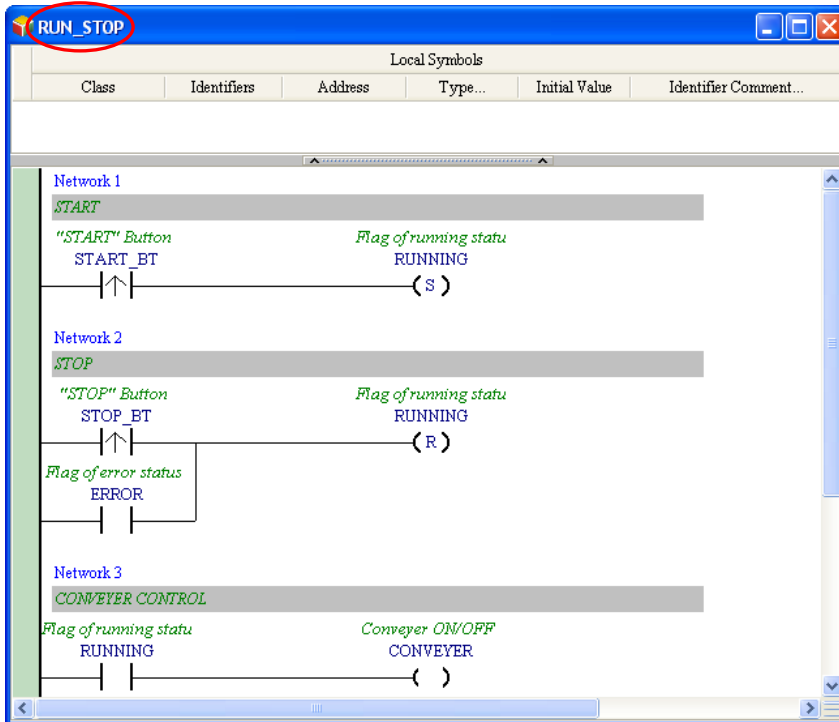 RUN_STOP
Local Symbols
Class Identifiers Address Type... Initial Value Identifier Comment...
Network 1
START
"START" Button Flag of running statu
START_BT RUNNING
S
Network 2
STOP
"STOP" Button Flag of running statu
STOP_BT RUNNING
R
Flag of error status
ERROR
Network 3
CONVEYER CONTROL
Flag of running statu Conveyer ON/OFF
RUNNING CONVEYER